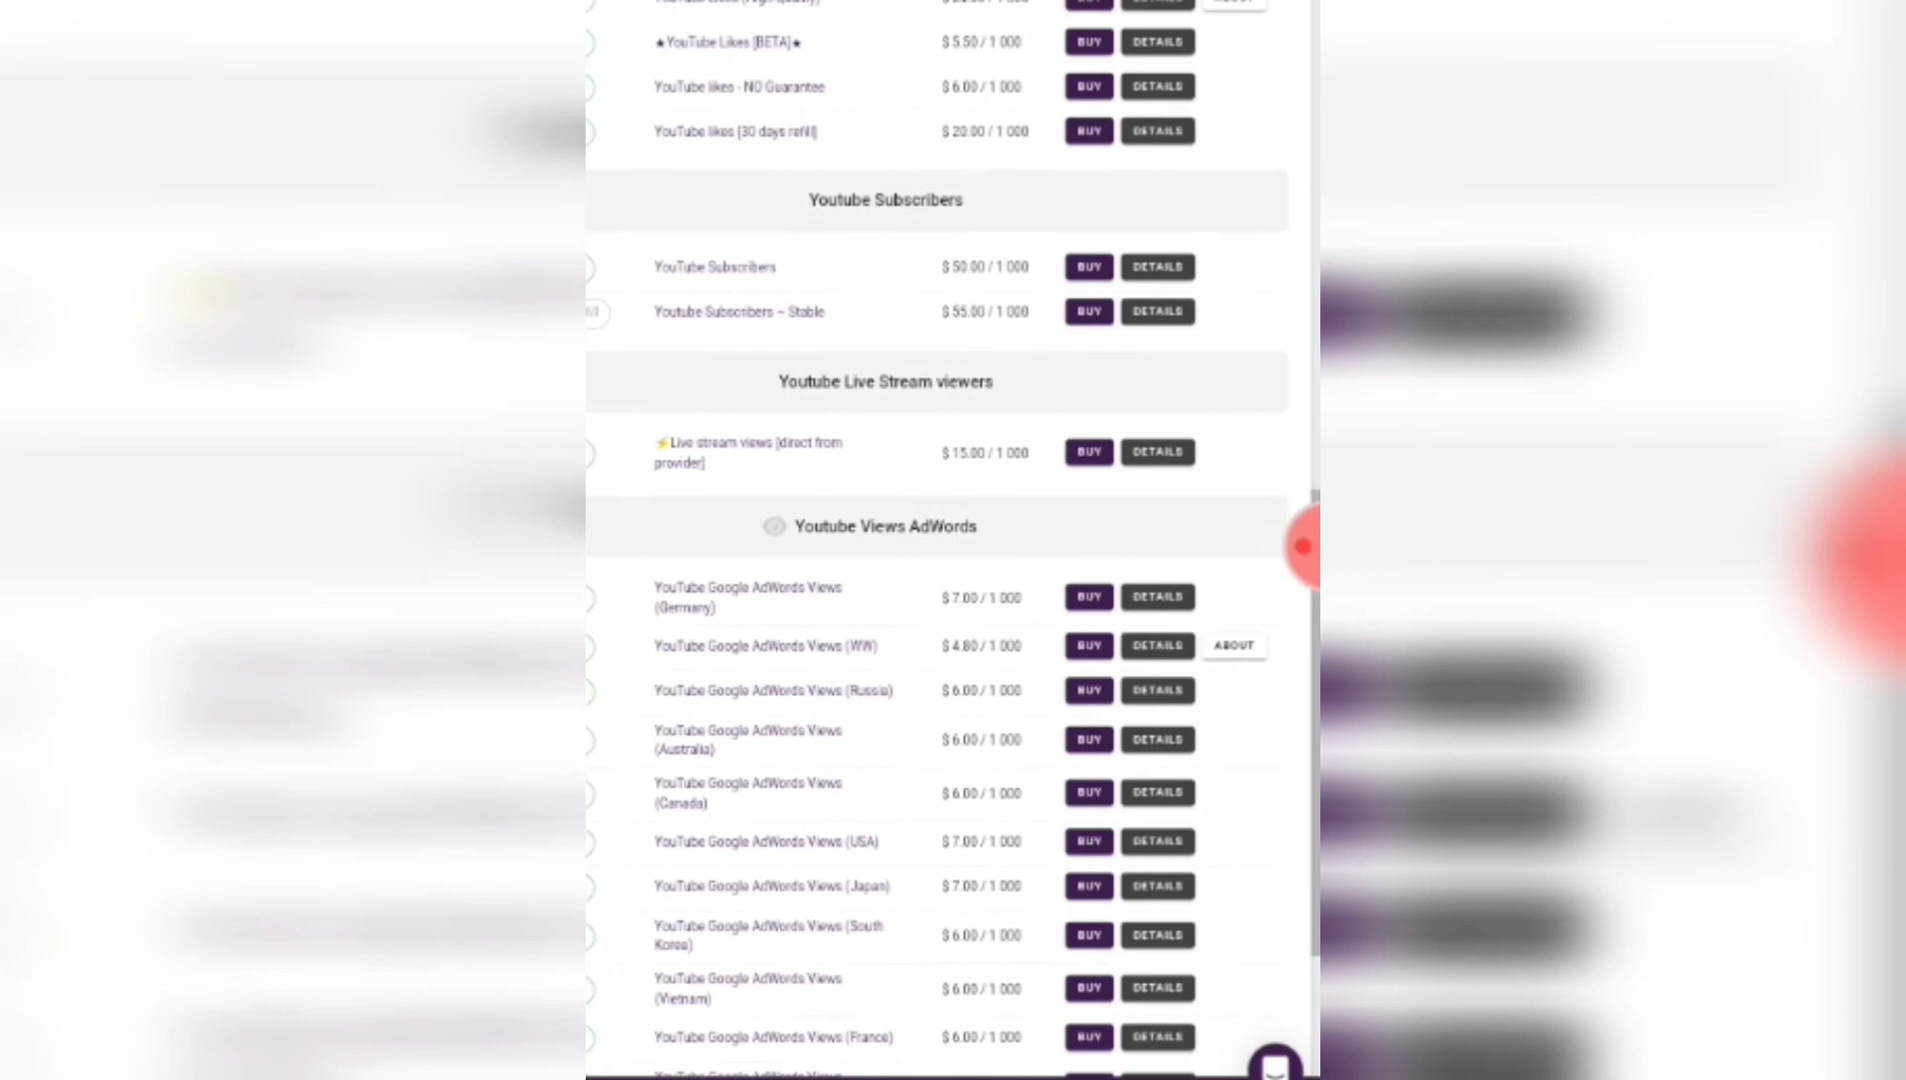 ★YouTube Likes [BETA]★ $ 5.50 / 1 000 BUY DETAILS
YouTube likes - NO Guarantee $ 6.00 / 1 000 BUY DETAILS
YouTube likes [30 days refill] $ 20.00 / 1 000 BUY DETAILS
Youtube Subscribers
YouTube Subscribers $ 50.00 / 1 000 BUY DETAILS
Youtube Subscribers ~ Stable $ 55.00 / 1 000 BUY DETAILS
Youtube Live Stream viewers
⚡Live stream views [direct from
provider] $ 15.00 / 1 000 BUY DETAILS
Youtube Views AdWords
YouTube Google AdWords Views
(Germany) $ 7.00 / 1 000 BUY DETAILS
YouTube Google AdWords Views (WW) $ 4.80 / 1 000 BUY DETAILS ABOUT
YouTube Google AdWords Views (Russia) $ 6.00 / 1 000 BUY DETAILS
YouTube Google AdWords Views
(Australia) $ 6.00 / 1 000 BUY DETAILS
YouTube Google AdWords Views
(Canada) $ 6.00 / 1 000 BUY DETAILS
YouTube Google AdWords Views (USA) $ 7.00 / 1 000 BUY DETAILS
YouTube Google AdWords Views (Japan) $ 7.00 / 1 000 BUY DETAILS
YouTube Google AdWords Views (South
Korea) $ 6.00 / 1 000 BUY DETAILS
YouTube Google AdWords Views
(Vietnam) $ 6.00 / 1 000 BUY DETAILS
YouTube Google AdWords Views (France) $ 6.00 / 1 000 BUY DETAILS